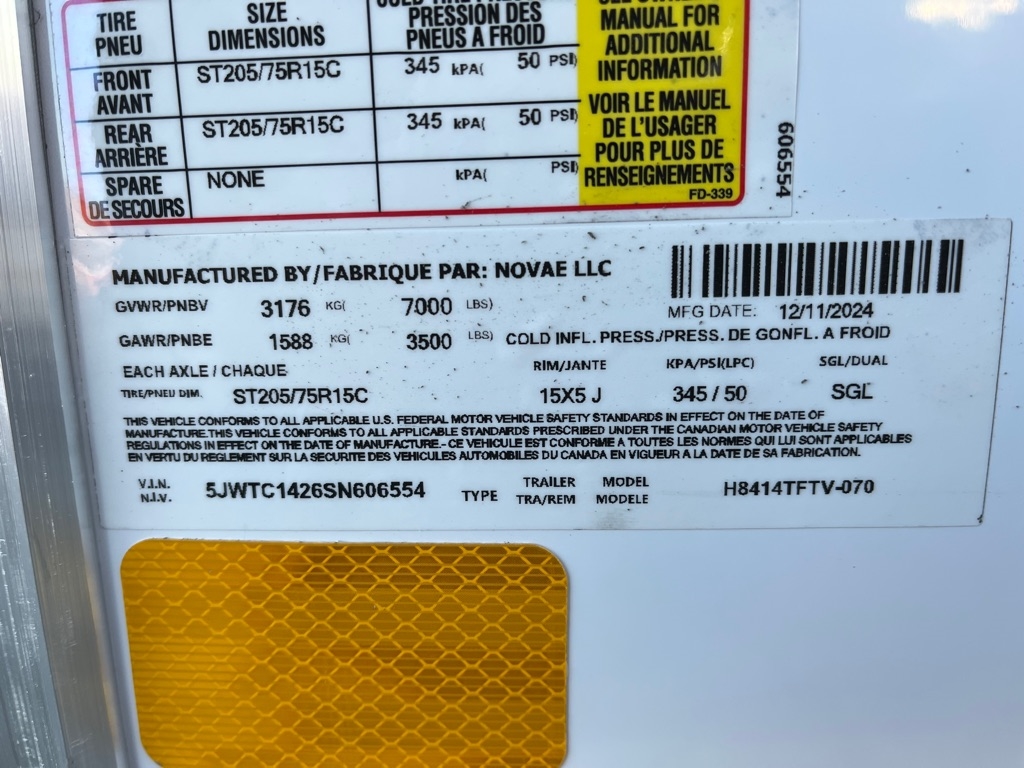 TIRE
PNEU
SIZE
DIMENSIONS
PRESSION DES
PNEUS A FROID
MANUAL FOR
ADDITIONAL
INFORMATION
FRONT
AVANT
ST205/75R15C
345 kPA( 50 PSI)
REAR
ARRIÈRE
ST205/75R15C
345 kPA( 50 PSI)
SPARE
DE SECOURS
NONE
kPA( PSI)
VOIR LE MANUEL
DE L'USAGER
POUR PLUS DE
RENSEIGNEMENTS
FD-339
606554
MANUFACTURED BY/FABRIQUE PAR: NOVAE LLC
GVWR/PNBV 3176 KG( 7000 LBS)
MFG DATE: 12/11/2024
GAWR/PNBE 1588 KG( 3500 LBS) COLD INFL. PRESS./PRESS. DE GONFL. A FROID
EACH AXLE / CHAQUE RIM/JANTE KPA/PSI(LPC) SGL/DUAL
TIRE/PNEU DIM. ST205/75R15C 15X5 J 345 / 50 SGL
THIS VEHICLE CONFORMS TO ALL APPLICABLE U.S. FEDERAL MOTOR VEHICLE SAFETY STANDARDS IN EFFECT ON THE DATE OF
MANUFACTURE.THIS VEHICLE CONFORMS TO ALL APPLICABLE STANDARDS PRESCRIBED UNDER THE CANADIAN MOTOR VEHICLE SAFETY
REGULATIONS IN EFFECT ON THE DATE OF MANUFACTURE.- CE VEHICULE EST CONFORME A TOUTES LES NORMES QUI LUI SONT APPLICABLES
EN VERTU DU REGLEMENT SUR LA SECURITE DES VEHICULES AUTOMOBILES DU CANADA EN VIGUEUR A LA DATE DE SA FABRICATION.
V.I.N.
N.I.V.
5JWTC1426SN606554
TYPE
TRAILER
TRA/REM
MODEL
MODELE
H8414TFTV-070